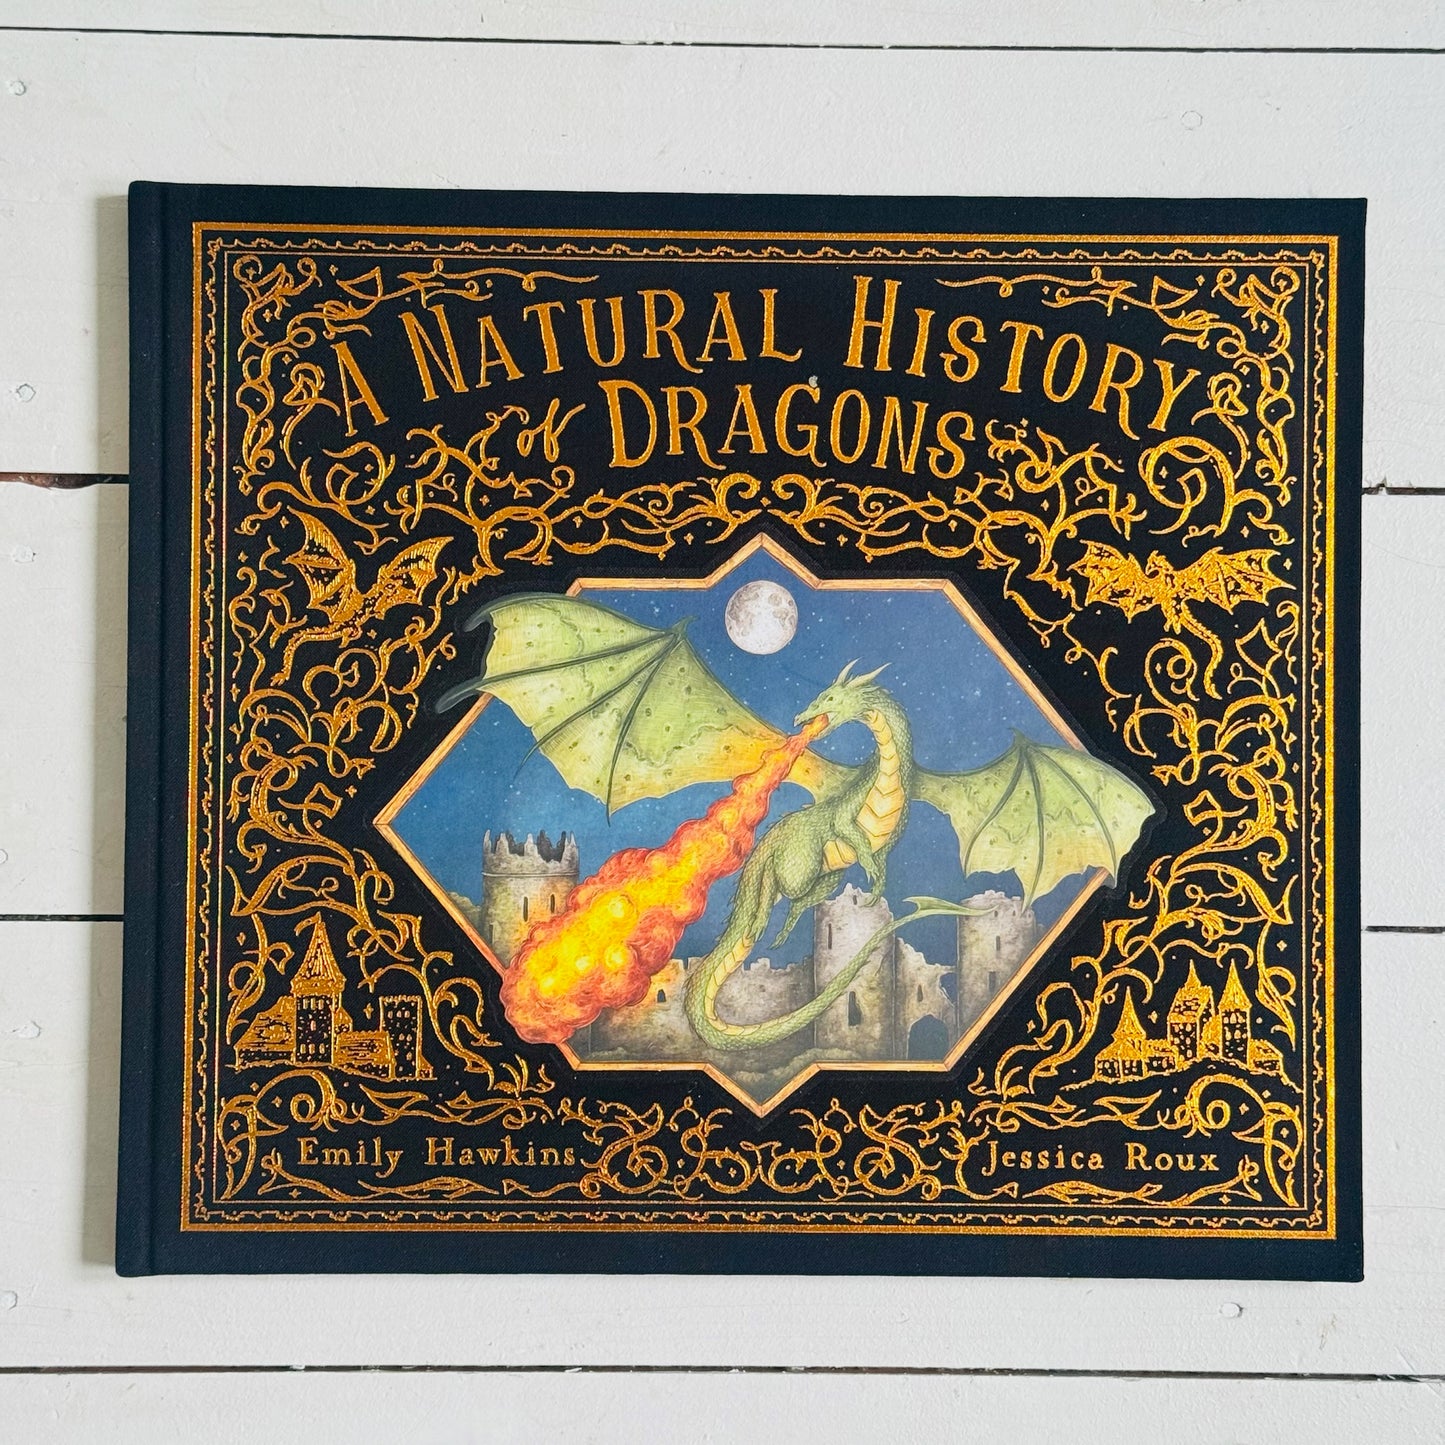 A Natural History
of Dragons
Emily Hawkins
Jessica Roux